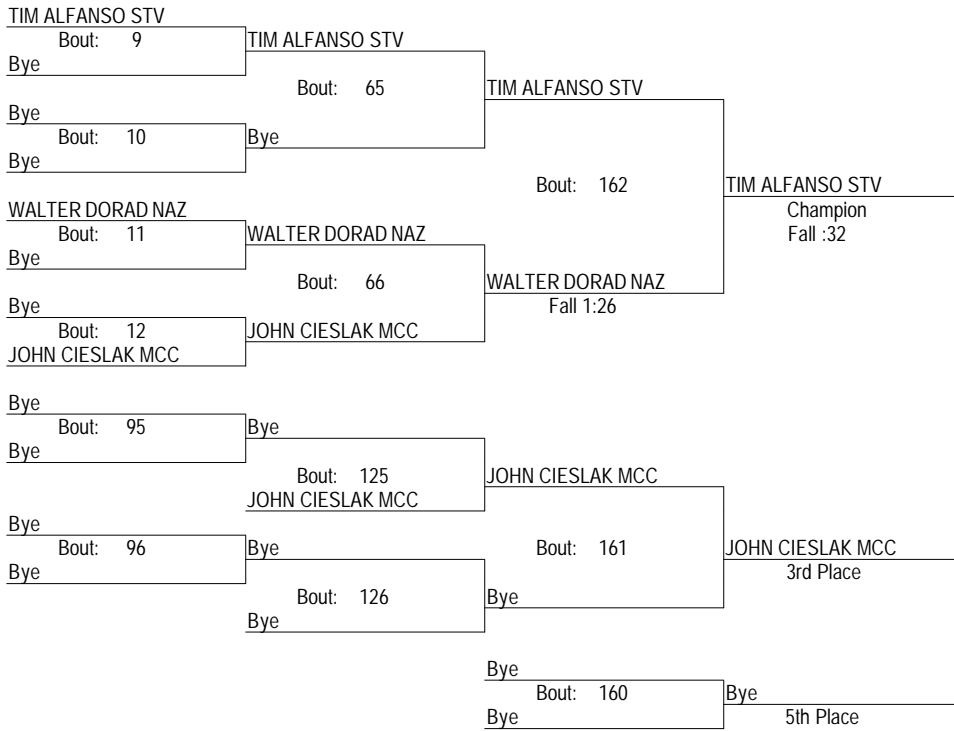 TIM ALFANSO STV
Bout: 9
TIM ALFANSO STV
Bye
Bout: 65
TIM ALFANSO STV
Bye
Bout: 10
Bye
Bye
Bout: 162
TIM ALFANSO STV
WALTER DORAD NAZ
Champion
Bout: 11
WALTER DORAD NAZ
Fall :32
Bye
Bout: 66
WALTER DORAD NAZ
Bye
Fall 1:26
Bout: 12
JOHN CIESLAK MCC
JOHN CIESLAK MCC
Bye
Bout: 95
Bye
Bye
Bout: 125
JOHN CIESLAK MCC
JOHN CIESLAK MCC
Bye
Bout: 96
Bye
Bout: 161
JOHN CIESLAK MCC
Bye
3rd Place
Bout: 126
Bye
Bye
Bye
Bout: 160
Bye
Bye
5th Place